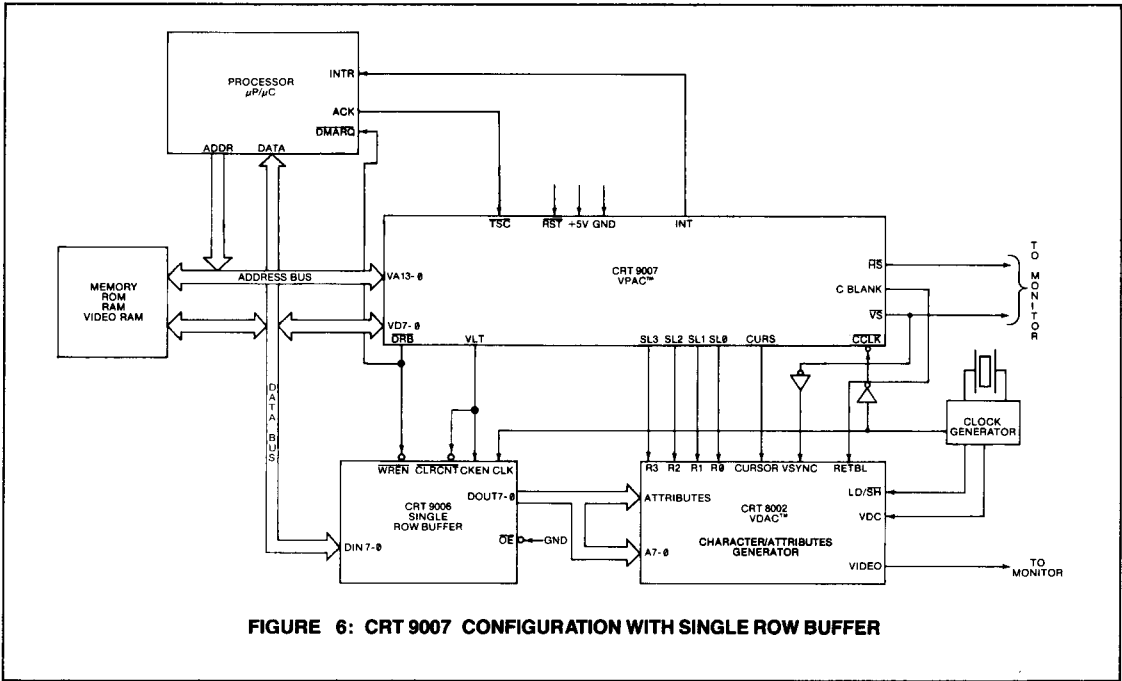 PROCESSOR
µP/µC
INTR
ACK
DMARQ
ADDR DATA
TSC RST +5V GND INT
MEMORY
ROM
RAM
VIDEO RAM
ADDRESS BUS
VA13-0
VD7-0
CRT 9007
VPAC™
HS
C BLANK
VS
TO MONITOR
DRB VLT SL3 SL2 SL1 SL0 CURS CCLK
DATA BUS
CLOCK
GENERATOR
WREN CLRCNT CKEN CLK
R3 R2 R1 R0 CURSOR VSYNC RETBL
CRT 9006
SINGLE
ROW BUFFER
DOUT7-0
OE
GND
DIN 7-0
ATTRIBUTES
A7-0
CRT 8002
VDAC™
CHARACTER/ATTRIBUTES
GENERATOR
LD/SH
VDC
VIDEO
TO
MONITOR
FIGURE 6: CRT 9007 CONFIGURATION WITH SINGLE ROW BUFFER